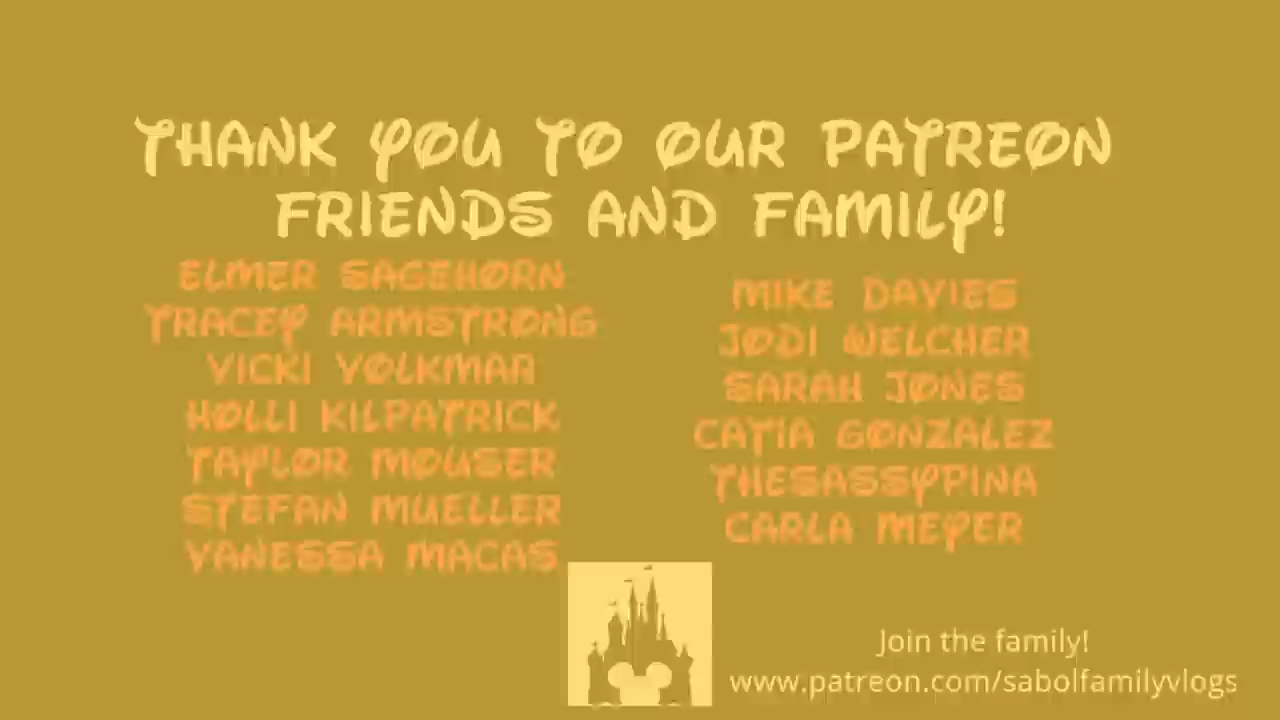 THANK YOU TO OUR PATREON
FRIENDS AND FAMILY!
ELMER SAGEHORN
TRACEY ARMSTRONG
VICKI VOLKMAR
HOLLI KILPATRICK
TAYLOR MOUSER
STEFAN MUELLER
VANESSA MACAS
MIKE DAVIES
JODI WELCHER
SARAH JONES
CATIA GONZALEZ
THESASSYPINA
CARLA MEYER
Join the family!
www.patreon.com/sabolfamilyvlogs